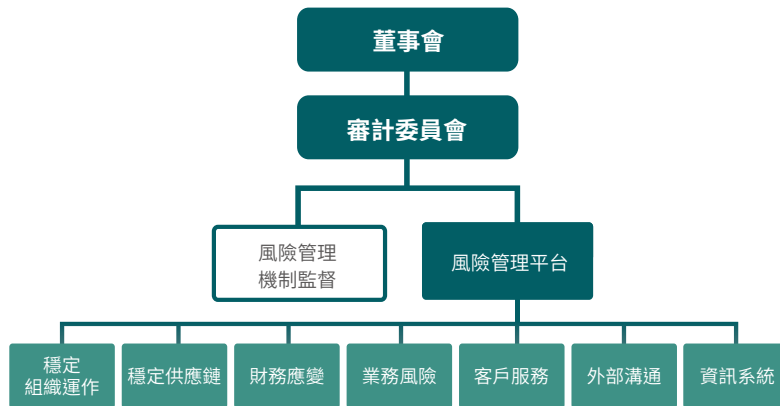 董事會
審計委員會
風險管理
機制監督
風險管理平台
穩定
組織運作
穩定供應鏈
財務應變
業務風險
客戶服務
外部溝通
資訊系統